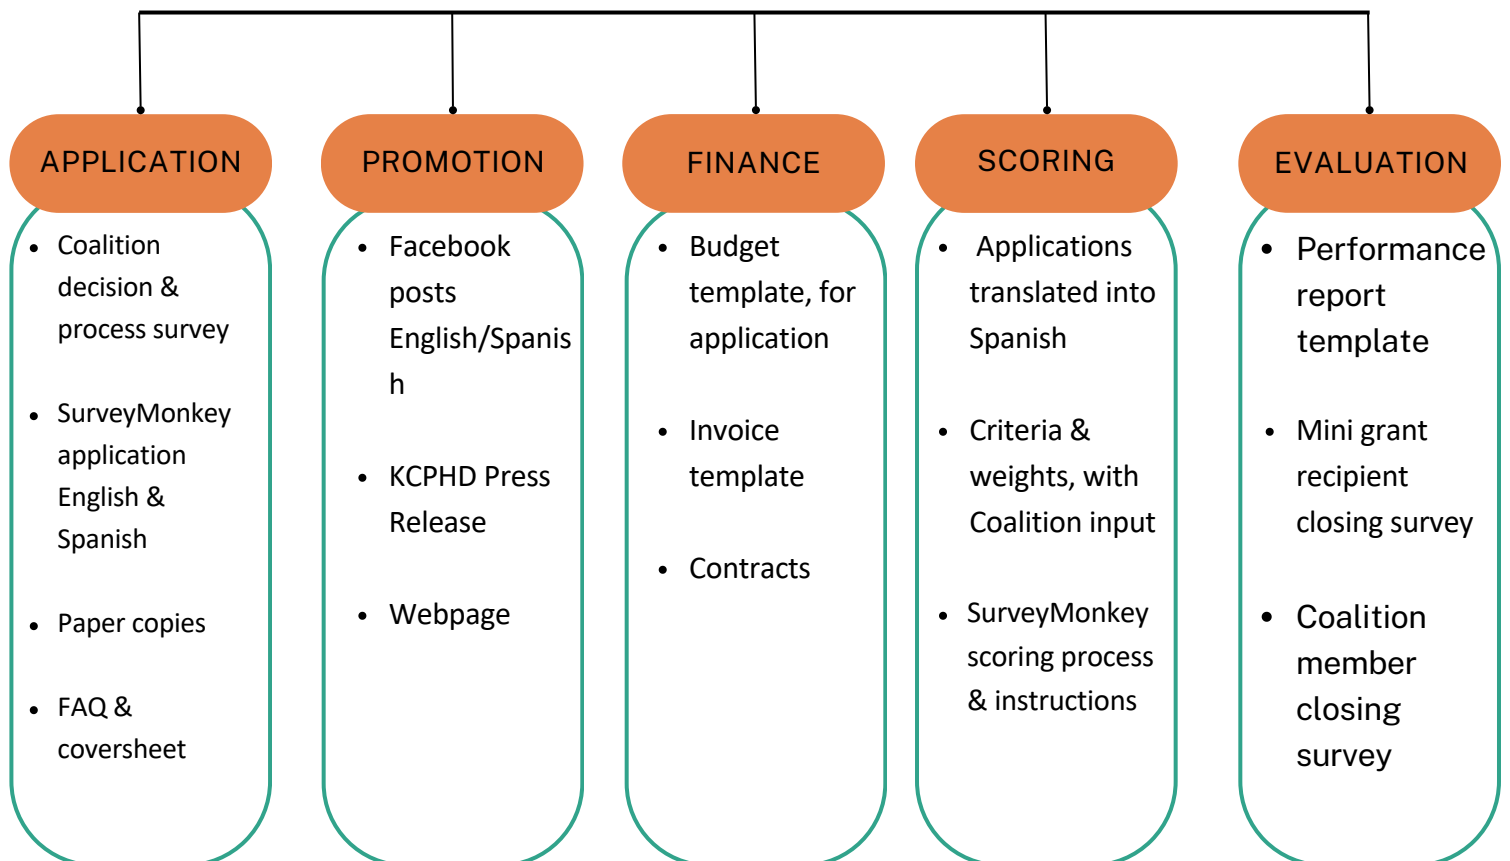 APPLICATION
• Coalition
decision &
process survey
• SurveyMonkey
application
English &
Spanish
• Paper copies
• FAQ &
coversheet
PROMOTION
• Facebook
posts
English/Spanis
h
• KCPHD Press
Release
• Webpage
FINANCE
• Budget
template, for
application
• Invoice
template
• Contracts
SCORING
• Applications
translated into
Spanish
• Criteria &
weights, with
Coalition input
• SurveyMonkey
scoring process
& instructions
EVALUATION
• Performance
report
template
• Mini grant
recipient
closing survey
• Coalition
member
closing
survey